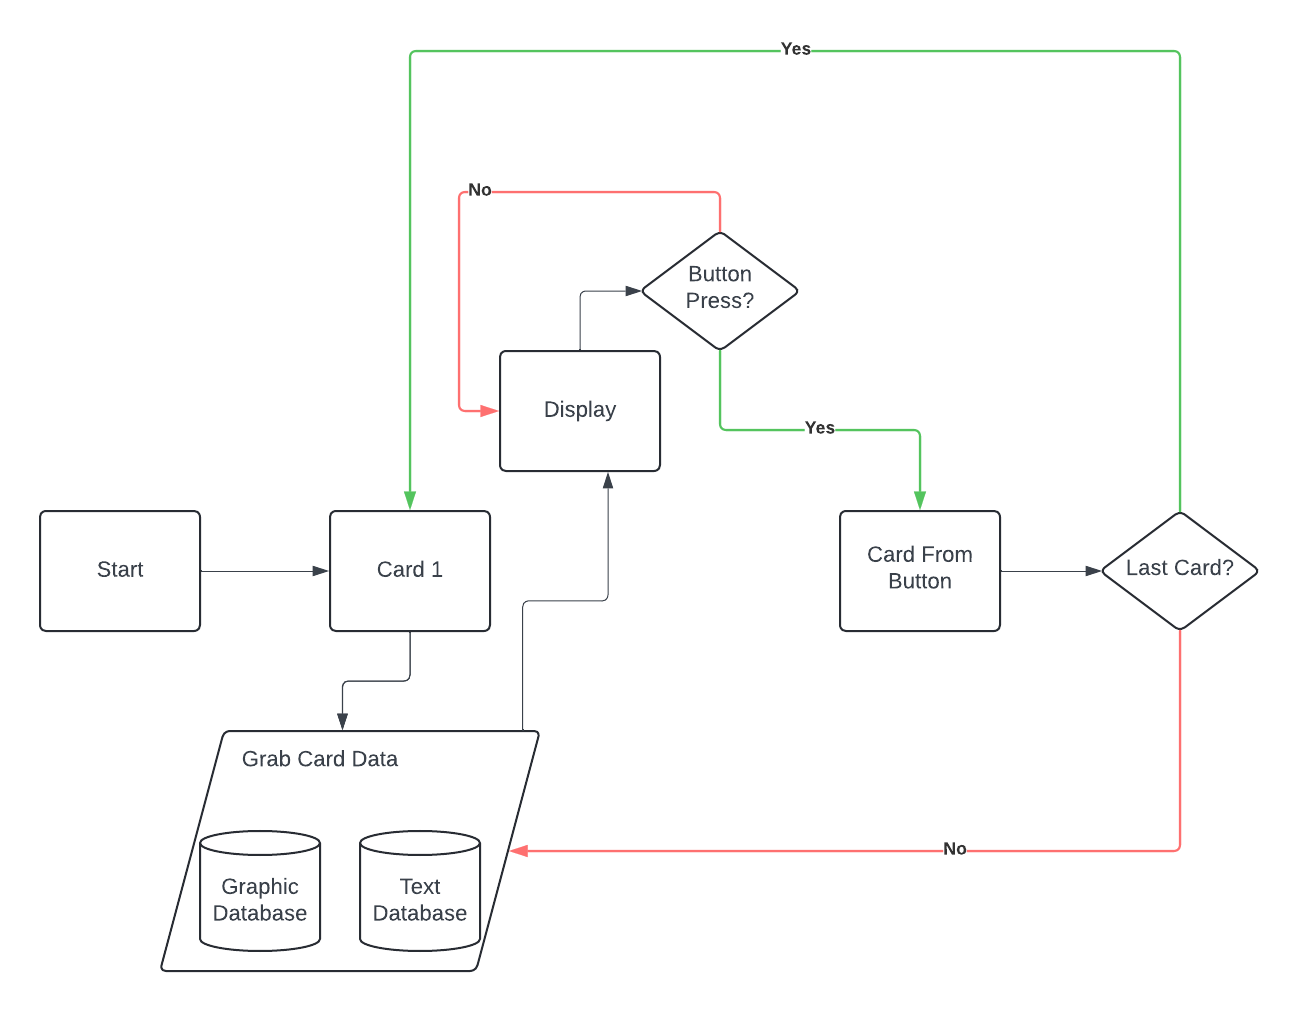 Yes
No
Button
Press?
Display
Yes
Start
Card 1
Card From
Button
Last Card?
Grab Card Data
No
Graphic
Database
Text
Database